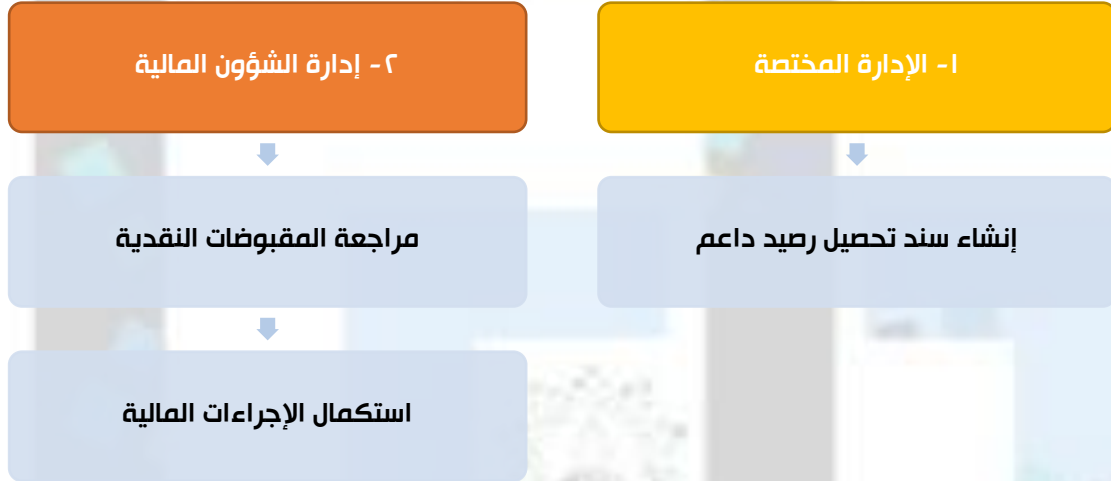 ١- الإدارة المختصة
إنشاء سند تحصيل رصيد داعم
٢- إدارة الشؤون المالية
مراجعة المقبوضات النقدية
استكمال الإجراءات المالية